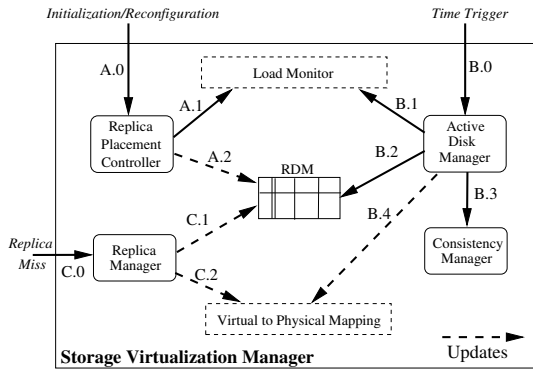 Initialization/Reconfiguration
Time Trigger
A.0
B.0
Load Monitor
A.1
B.1
Replica
Placement
Controller
Active
Disk
Manager
A.2
RDM
B.2
B.3
C.1
B.4
Replica
Miss
C.0
Replica
Manager
Consistency
Manager
C.2
Virtual to Physical Mapping
Storage Virtualization Manager
Updates